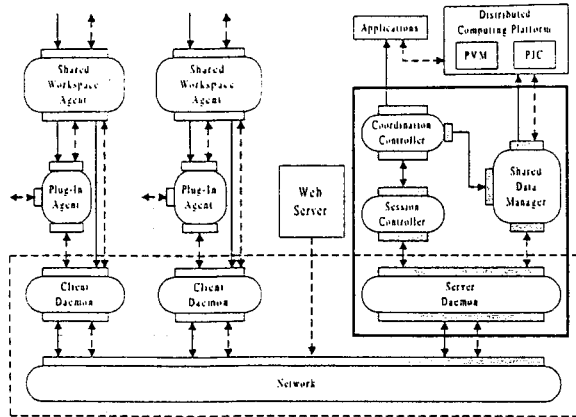 Shared
Workspace
Agent
Shared
Workspace
Agent
Applications
Distributed
Computing Platform
PVM
PJC
Coordination
Controller
Plug-In
Agent
Plug-In
Agent
Web
Server
Session
Controller
Shared
Data
Manager
Client
Daemon
Client
Daemon
Server
Daemon
Network